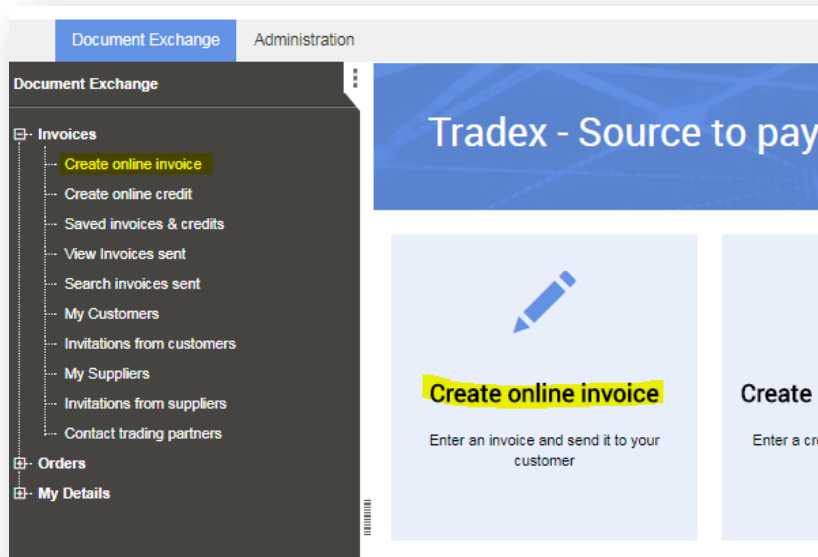 Document Exchange Administration
Document Exchange
Invoices
Create online invoice
Create online credit
Saved invoices & credits
View Invoices sent
Search invoices sent
My Customers
Invitations from customers
My Suppliers
Invitations from suppliers
Contact trading partners
Orders
My Details
Tradex - Source to pay
Create online invoice
Enter an invoice and send it to your
customer
Create
Enter a cr